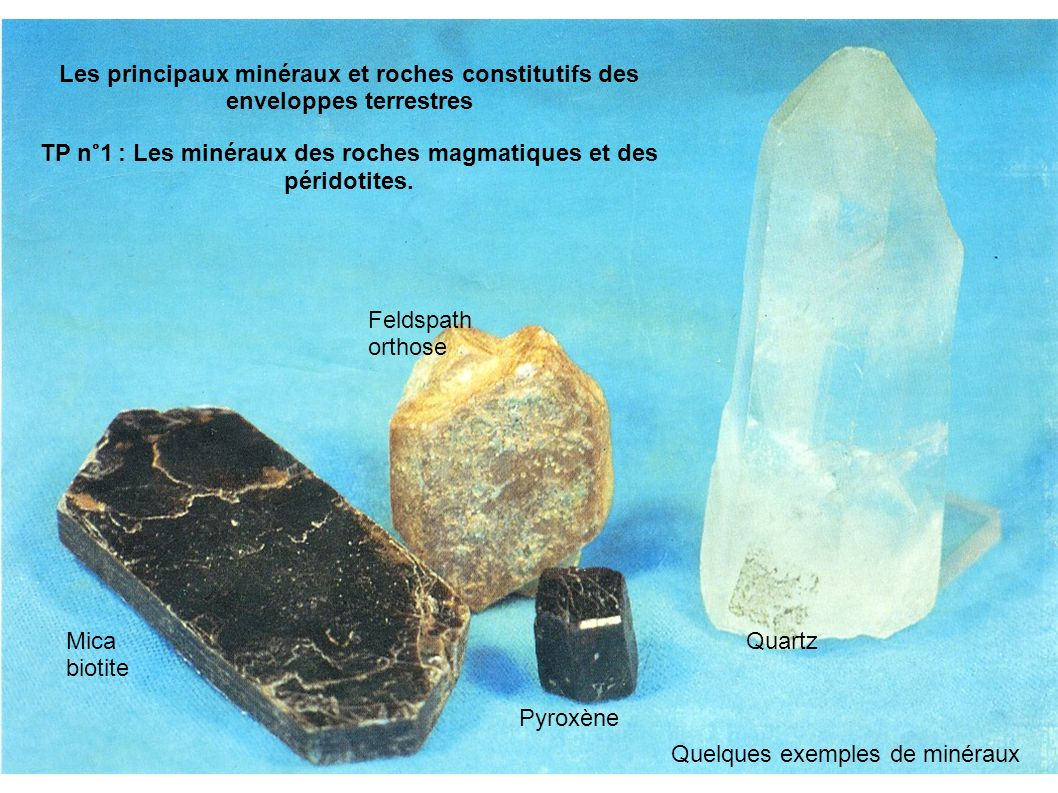 Les principaux minéraux et roches constitutifs des
enveloppes terrestres
TP n°1 : Les minéraux des roches magmatiques et des
péridotites.
Feldspath
orthose
Mica
biotite
Quartz
Pyroxène
Quelques exemples de minéraux